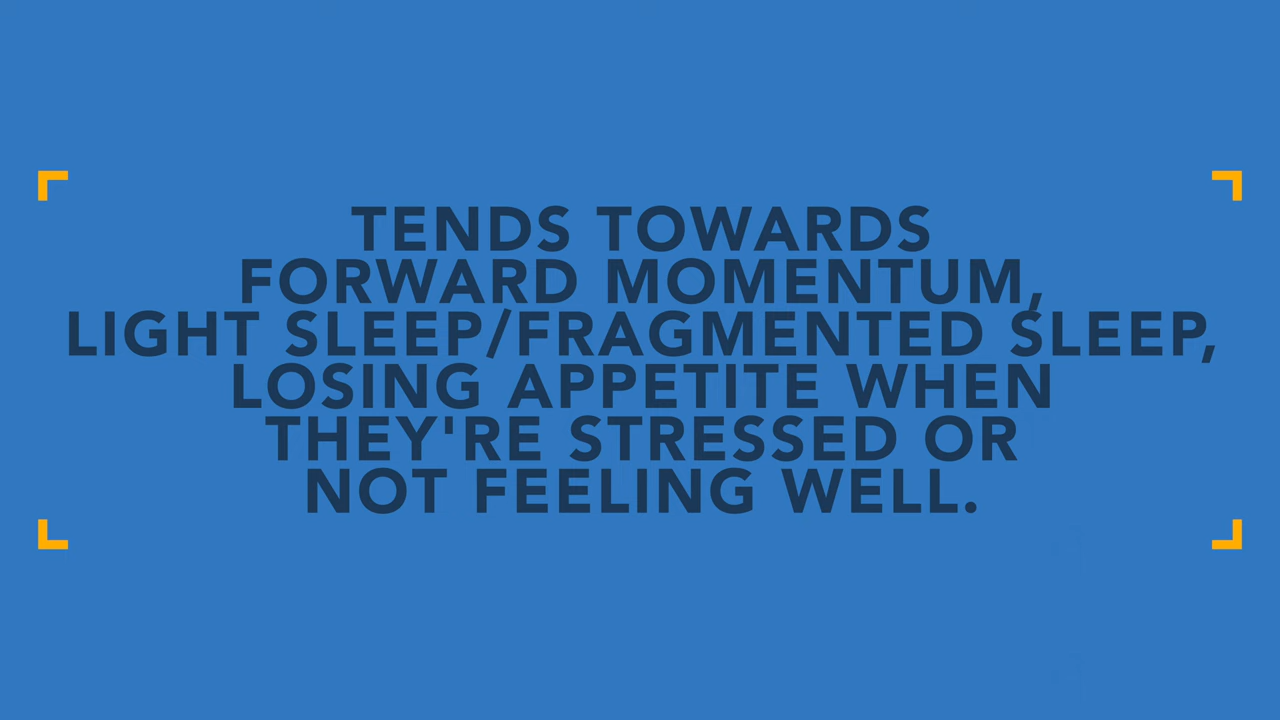 TENDS TOWARDS
FORWARD MOMENTUM,
LIGHT SLEEP/FRAGMENTED SLEEP,
LOSING APPETITE WHEN
THEY'RE STRESSED OR
NOT FEELING WELL.